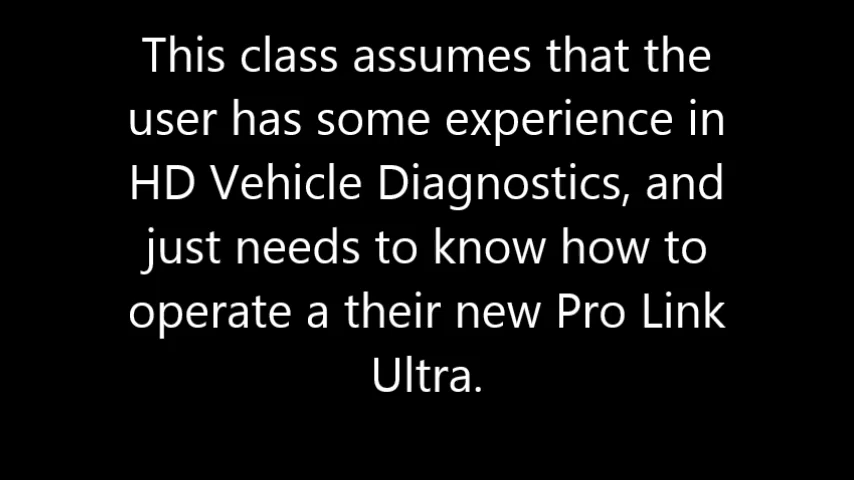 This class assumes that the
user has some experience in
HD Vehicle Diagnostics, and
just needs to know how to
operate a their new Pro Link
Ultra.